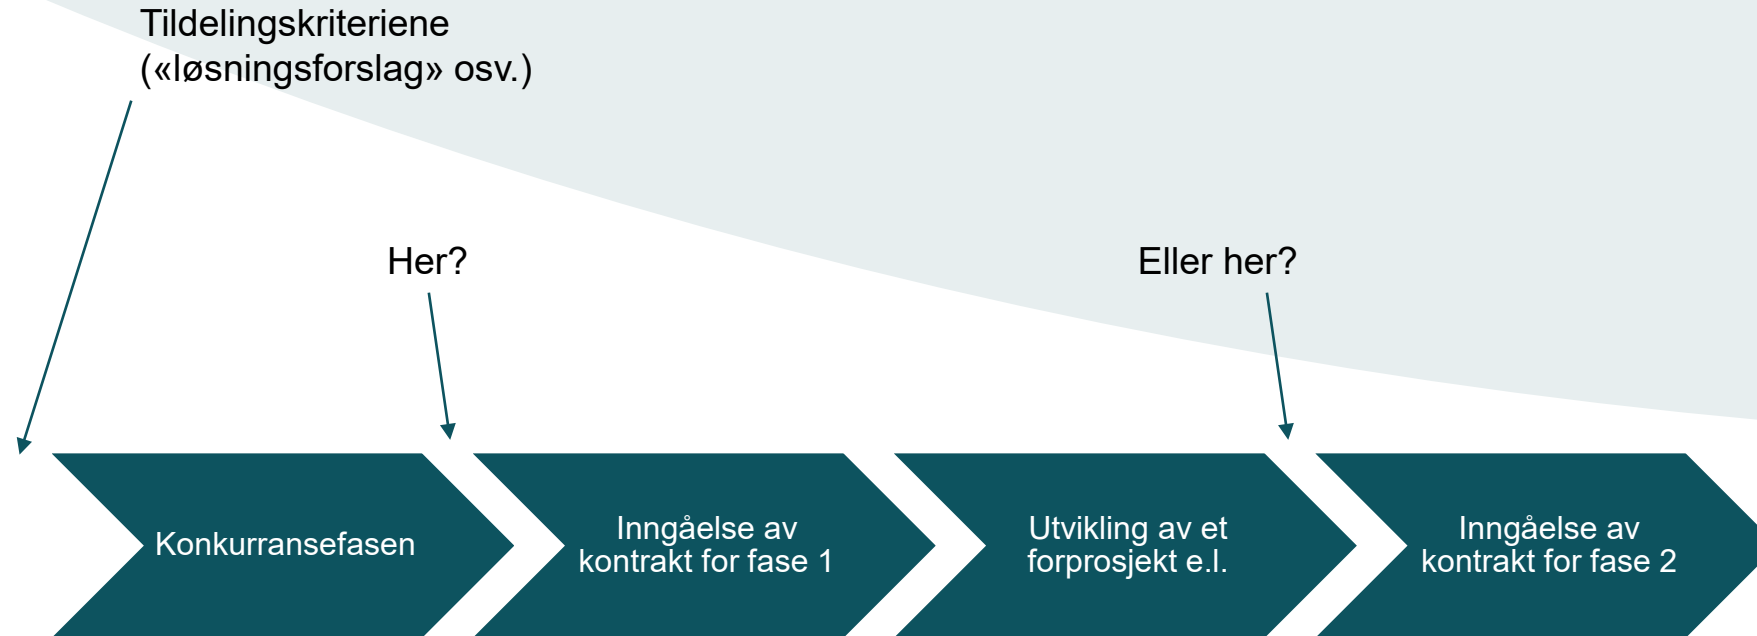 Tildelingskriteriene
(«løsningsforslag» osv.)
Her?
Eller her?
Konkurransefasen
Inngåelse av
kontrakt for fase 1
Utvikling av et
forprosjekt e.l.
Inngåelse av
kontrakt for fase 2